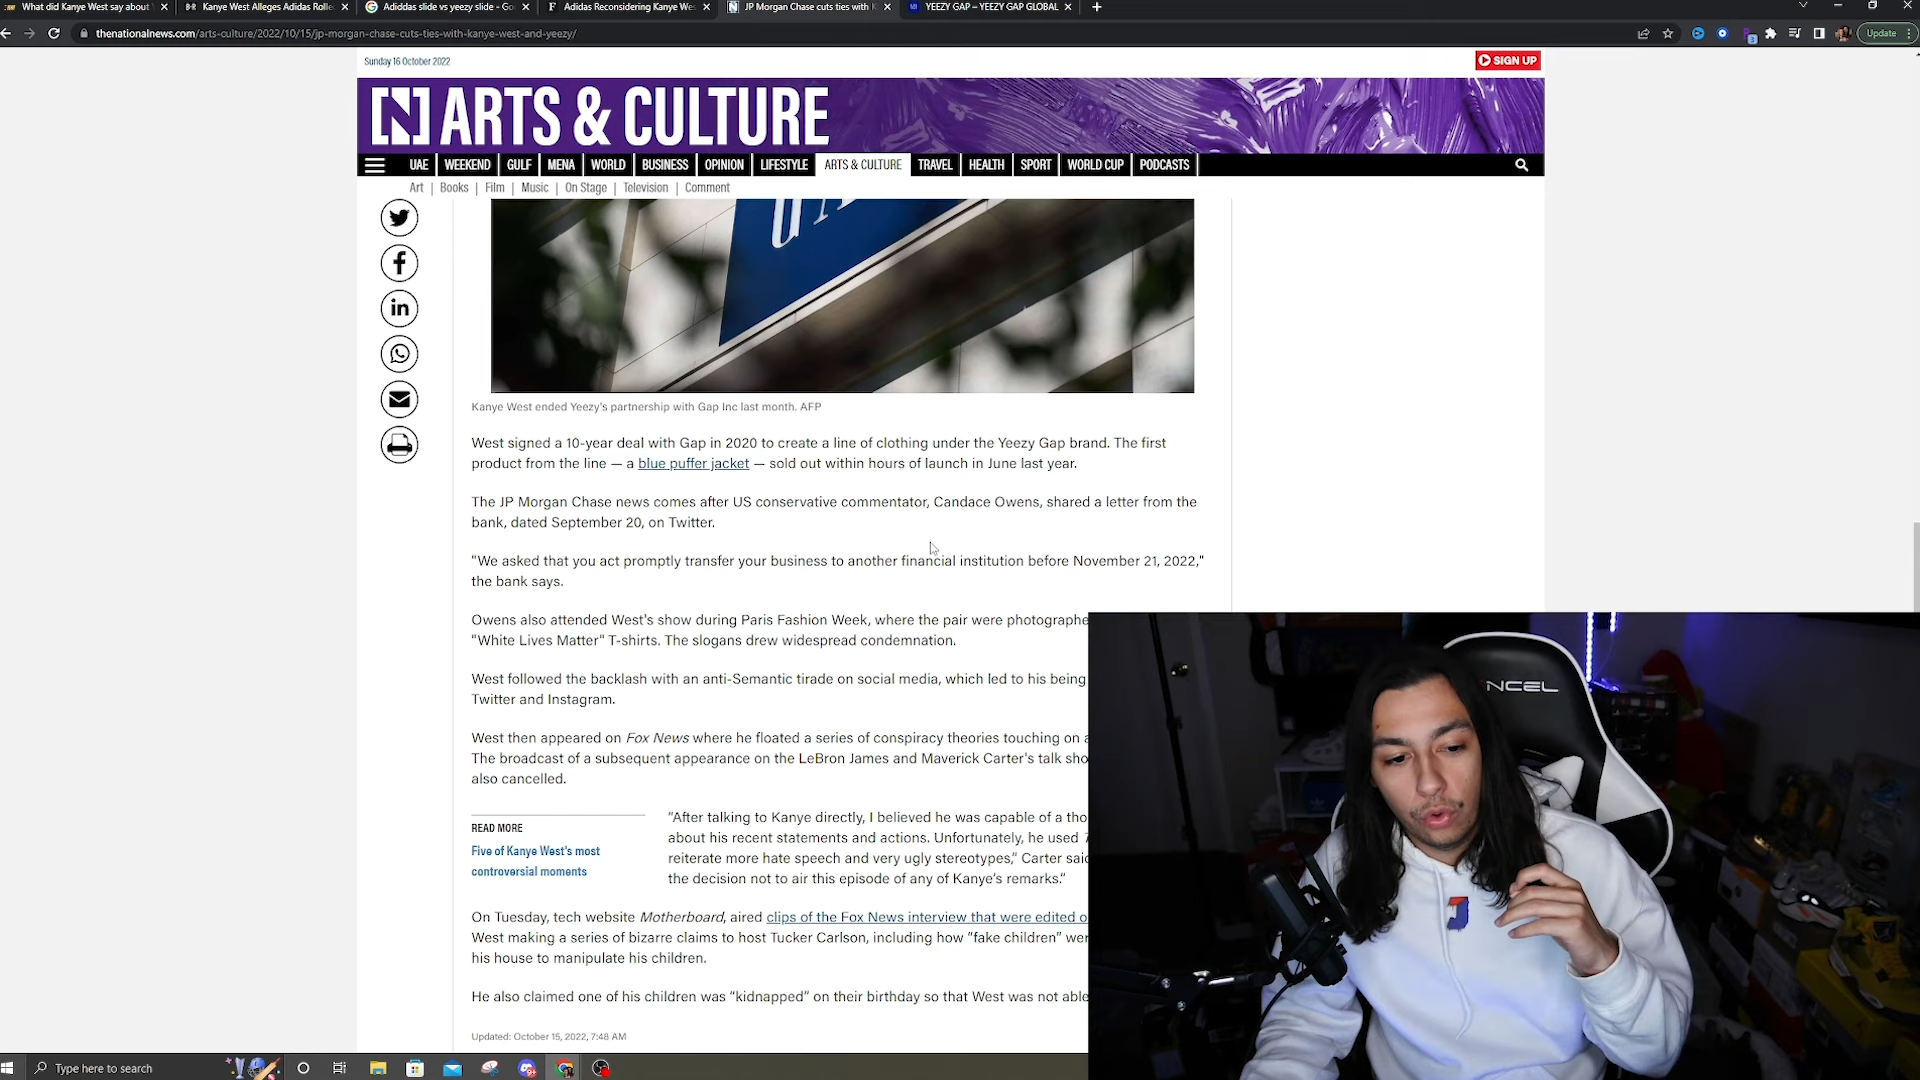 What did Kanye West say about
Kanye West Alleges Adidas Rolle
Adiddas slide vs yeezy slide - Go
Adidas Reconsidering Kanye Wes
JP Morgan Chase cuts ties with K
YEEZY GAP – YEEZY GAP GLOBAL
thenationalnews.com/arts-culture/2022/10/15/jp-morgan-chase-cuts-ties-with-kanye-west-and-yeezy/
3
Update
Sunday 16 October 2022
SIGN UP
[N] ARTS & CULTURE
UAE WEEKEND GULF MENA WORLD BUSINESS OPINION LIFESTYLE ARTS & CULTURE TRAVEL HEALTH SPORT WORLD CUP PODCASTS
Art | Books | Film | Music | On Stage | Television | Comment
Kanye West ended Yeezy's partnership with Gap Inc last month. AFP
West signed a 10-year deal with Gap in 2020 to create a line of clothing under the Yeezy Gap brand. The first
product from the line — a blue puffer jacket — sold out within hours of launch in June last year.
The JP Morgan Chase news comes after US conservative commentator, Candace Owens, shared a letter from the
bank, dated September 20, on Twitter.
"We asked that you act promptly transfer your business to another financial institution before November 21, 2022,"
the bank says.
Owens also attended West's show during Paris Fashion Week, where the pair were photographe
"White Lives Matter" T-shirts. The slogans drew widespread condemnation.
West followed the backlash with an anti-Semantic tirade on social media, which led to his being
Twitter and Instagram.
West then appeared on Fox News where he floated a series of conspiracy theories touching on a
The broadcast of a subsequent appearance on the LeBron James and Maverick Carter's talk sho
also cancelled.
READ MORE
Five of Kanye West's most
controversial moments
“After talking to Kanye directly, I believed he was capable of a tho
about his recent statements and actions. Unfortunately, he used
reiterate more hate speech and very ugly stereotypes,” Carter said
the decision not to air this episode of any of Kanye's remarks.”
On Tuesday, tech website Motherboard, aired clips of the Fox News interview that were edited o
West making a series of bizarre claims to host Tucker Carlson, including how “fake children” wer
his house to manipulate his children.
He also claimed one of his children was “kidnapped” on their birthday so that West was not able
Updated: October 15, 2022, 7:48 AM
NCEL
Type here to search